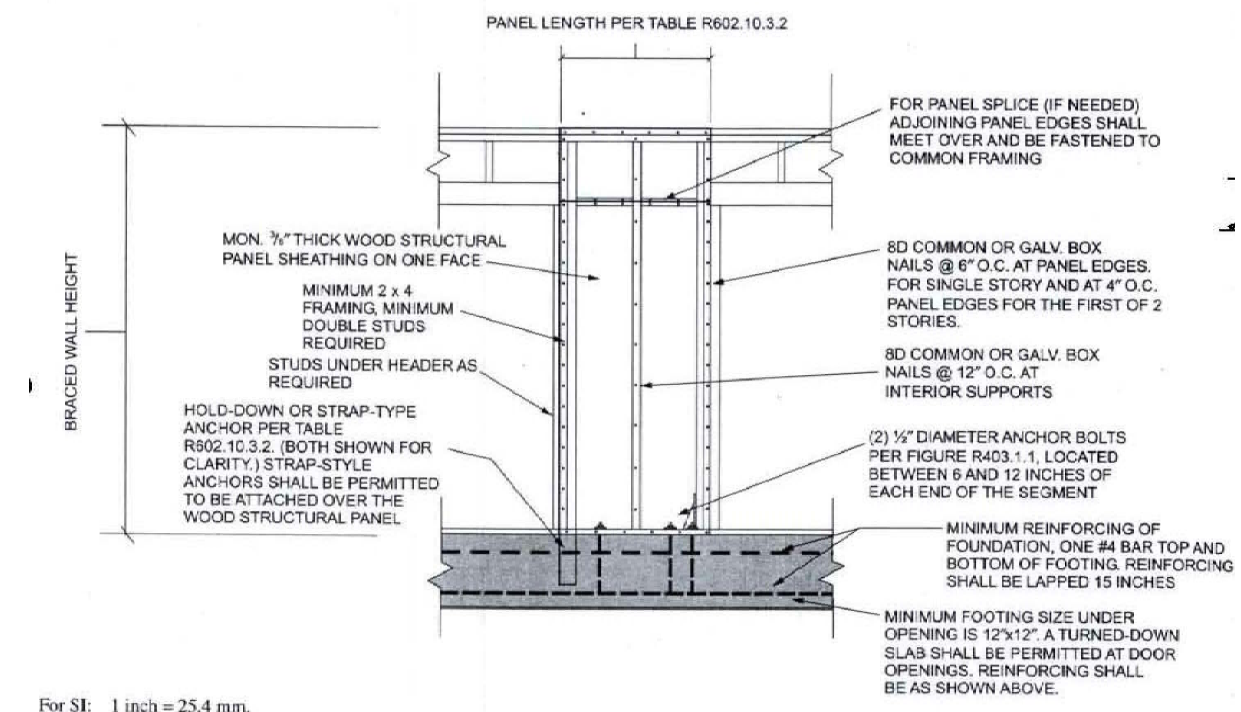 PANEL LENGTH PER TABLE R602.10.3.2
FOR PANEL SPLICE (IF NEEDED)
ADJOINING PANEL EDGES SHALL
MEET OVER AND BE FASTENED TO
COMMON FRAMING
MON. ⅜" THICK WOOD STRUCTURAL
PANEL SHEATHING ON ONE FACE
8D COMMON OR GALV. BOX
NAILS @ 6" O.C. AT PANEL EDGES.
FOR SINGLE STORY AND AT 4" O.C.
PANEL EDGES FOR THE FIRST OF 2
STORIES.
MINIMUM 2 x 4
FRAMING, MINIMUM
DOUBLE STUDS
REQUIRED
BRACED WALL HEIGHT
STUDS UNDER HEADER AS
REQUIRED
8D COMMON OR GALV. BOX
NAILS @ 12" O.C. AT
INTERIOR SUPPORTS
HOLD-DOWN OR STRAP-TYPE
ANCHOR PER TABLE
R602.10.3.2. (BOTH SHOWN FOR
CLARITY.) STRAP-STYLE
ANCHORS SHALL BE PERMITTED
TO BE ATTACHED OVER THE
WOOD STRUCTURAL PANEL
(2) ½" DIAMETER ANCHOR BOLTS
PER FIGURE R403.1.1, LOCATED
BETWEEN 6 AND 12 INCHES OF
EACH END OF THE SEGMENT
MINIMUM REINFORCING OF
FOUNDATION, ONE #4 BAR TOP AND
BOTTOM OF FOOTING. REINFORCING
SHALL BE LAPPED 15 INCHES
MINIMUM FOOTING SIZE UNDER
OPENING IS 12"x12". A TURNED-DOWN
SLAB SHALL BE PERMITTED AT DOOR
OPENINGS. REINFORCING SHALL
BE AS SHOWN ABOVE.
For SI: 1 inch = 25.4 mm.